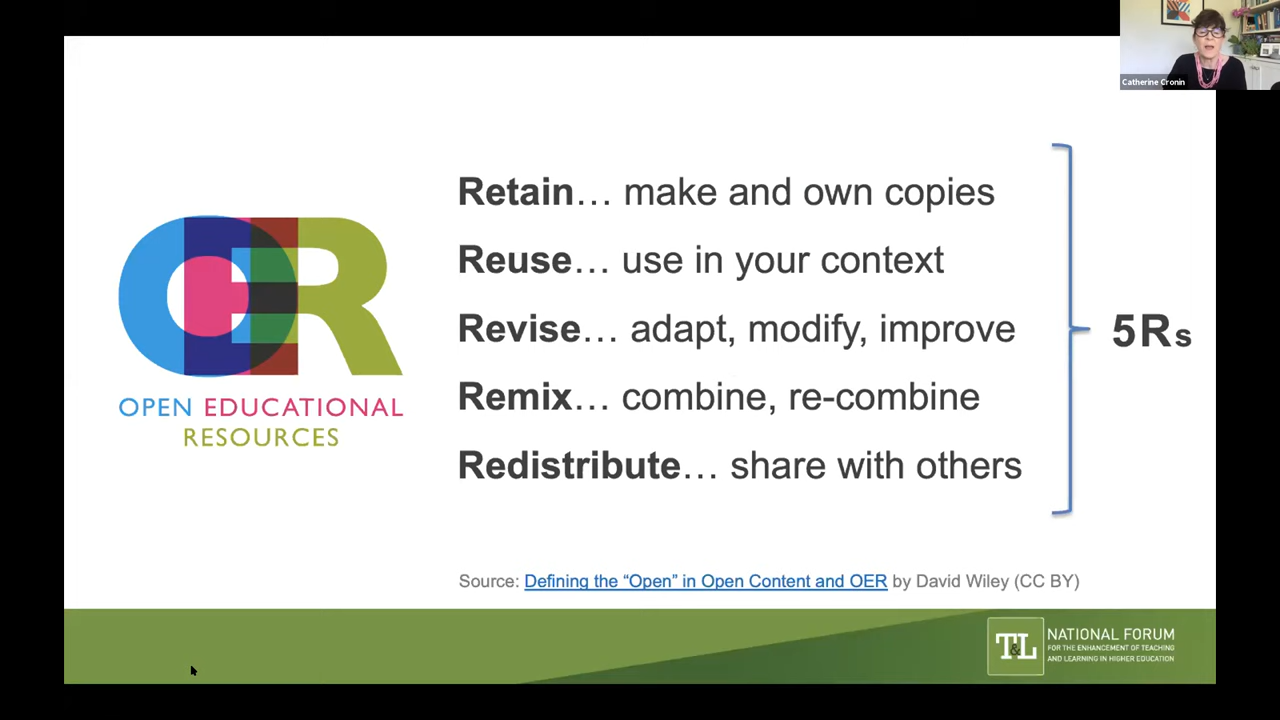 Catherine Cronin
Retain… make and own copies
Reuse… use in your context
Revise… adapt, modify, improve
Remix… combine, re-combine
Redistribute… share with others
5Rs
OER
OPEN EDUCATIONAL
RESOURCES
Source: Defining the “Open” in Open Content and OER by David Wiley (CC BY)
T&L
NATIONAL FORUM
FOR THE ENHANCEMENT OF TEACHING
AND LEARNING IN HIGHER EDUCATION